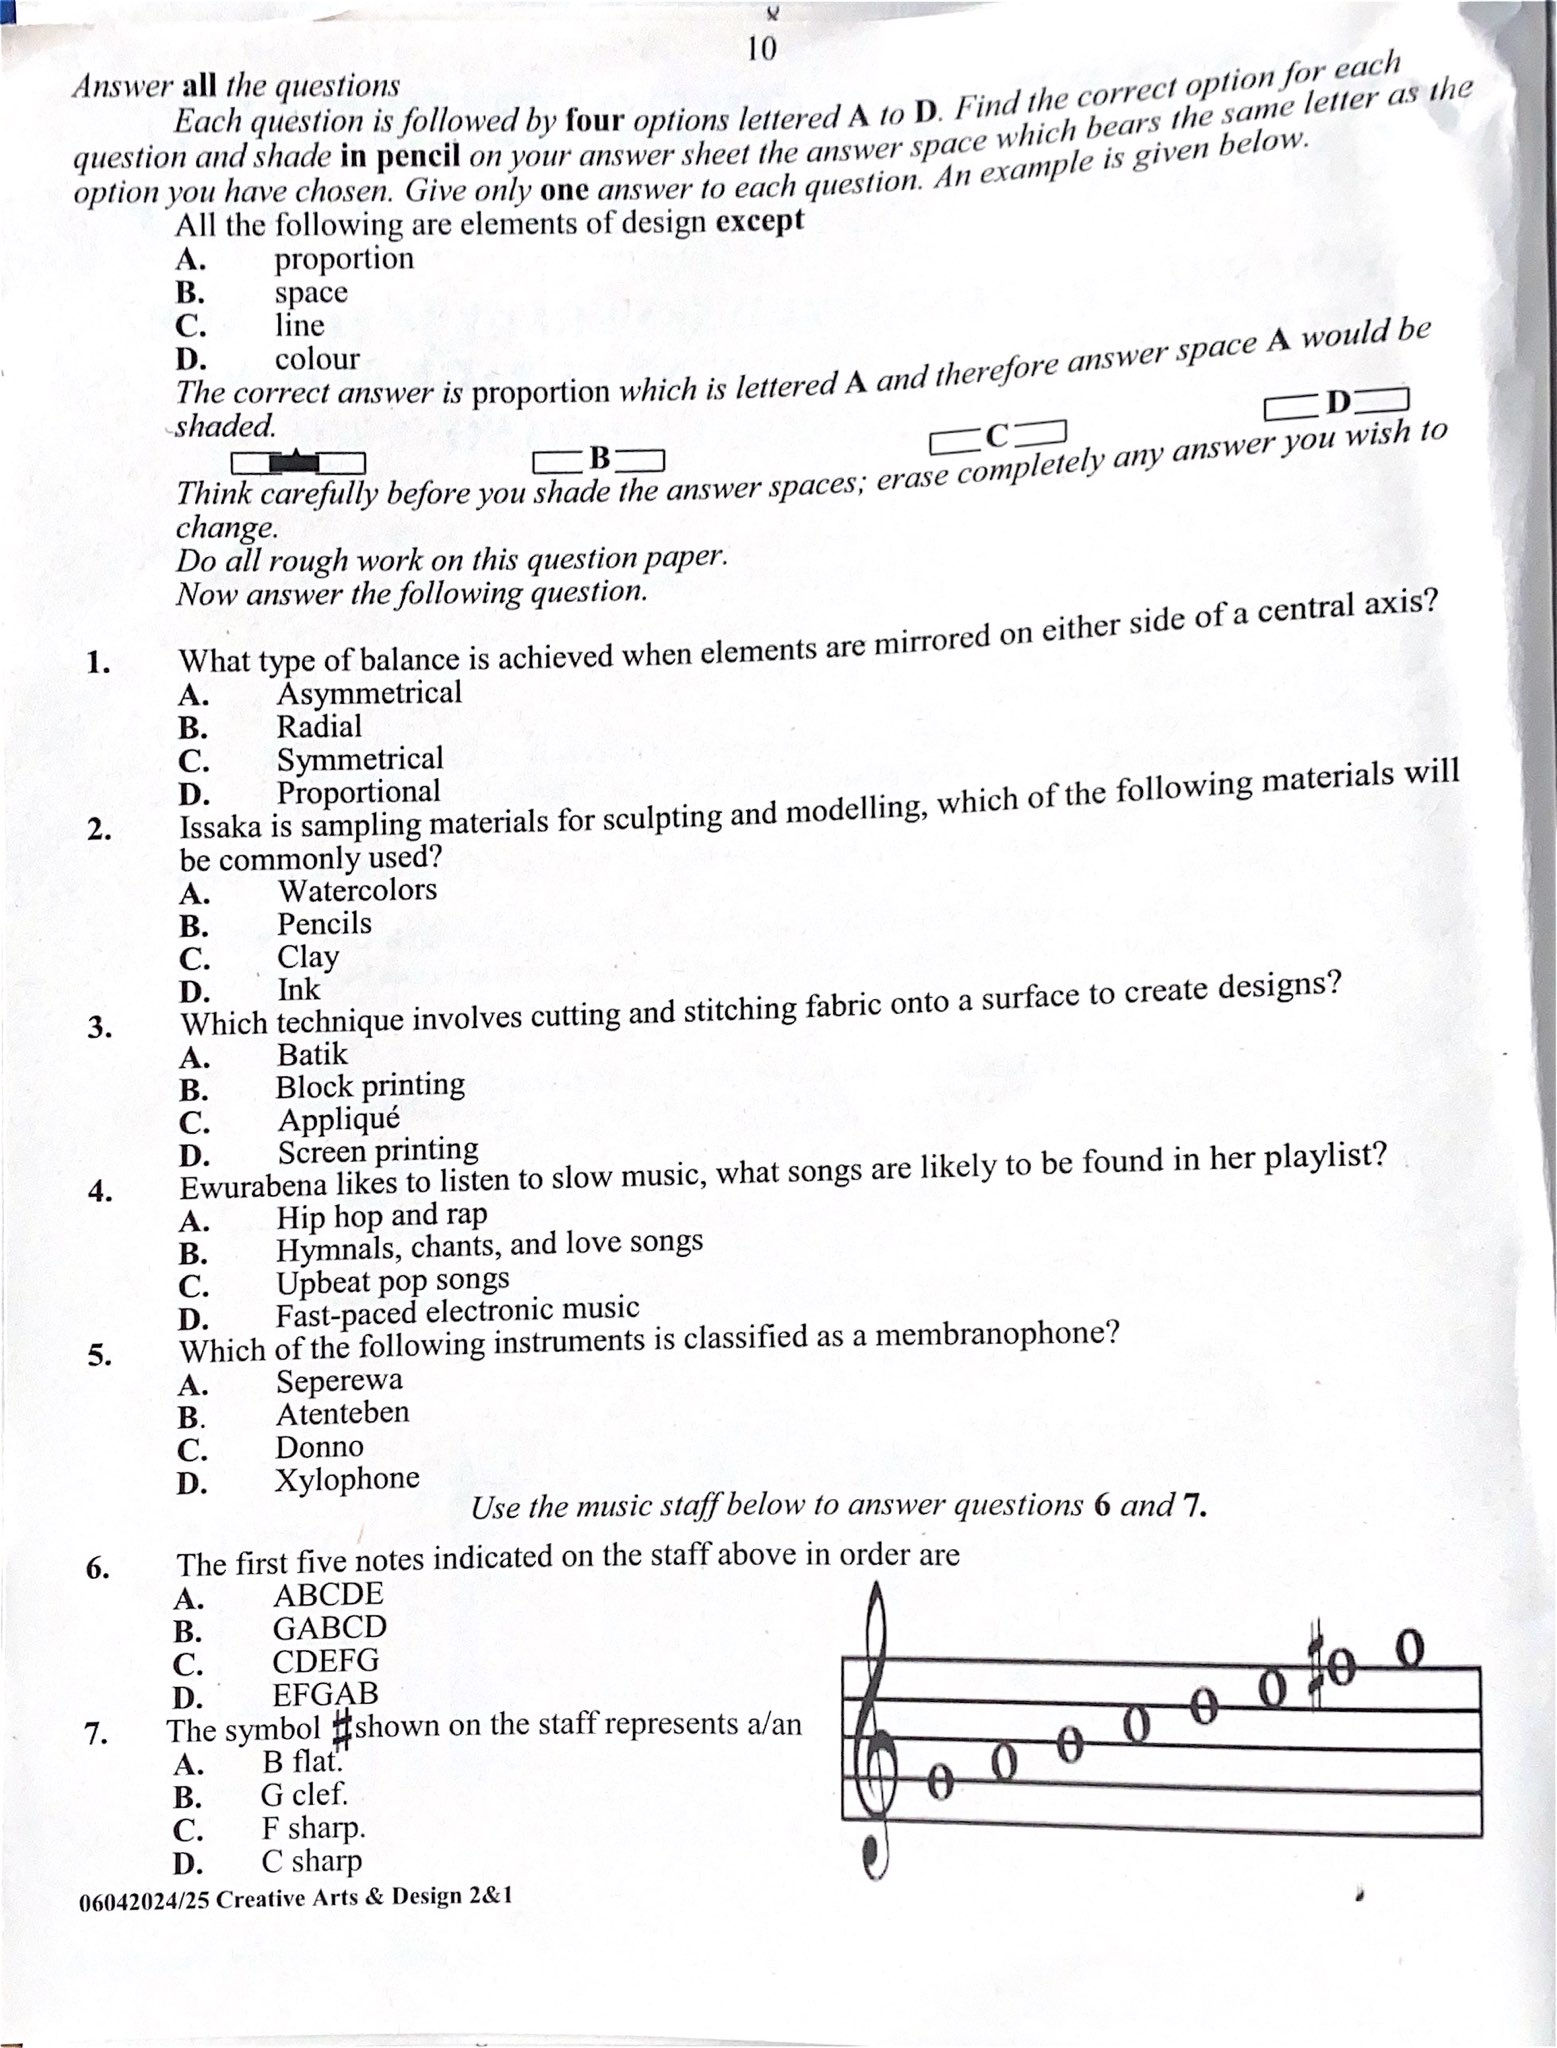 10
Answer all the questions
Each question is followed by four options lettered A to D. Find the correct option for each
question and shade in pencil on your answer sheet the answer space which bears the same letter as the
option you have chosen. Give only one answer to each question. An example is given below.
All the following are elements of design except
A. proportion
B. space
C. line
D. colour
The correct answer is proportion which is lettered A and therefore answer space A would be
shaded.
B C D
Think carefully before you shade the answer spaces; erase completely any answer you wish to
change.
Do all rough work on this question paper.
Now answer the following question.
1. What type of balance is achieved when elements are mirrored on either side of a central axis?
A. Asymmetrical
B. Radial
C. Symmetrical
D. Proportional
2. Issaka is sampling materials for sculpting and modelling, which of the following materials will
be commonly used?
A. Watercolors
B. Pencils
C. Clay
D. Ink
3. Which technique involves cutting and stitching fabric onto a surface to create designs?
A. Batik
B. Block printing
C. Appliqué
D. Screen printing
4. Ewurabena likes to listen to slow music, what songs are likely to be found in her playlist?
A. Hip hop and rap
B. Hymnals, chants, and love songs
C. Upbeat pop songs
D. Fast-paced electronic music
5. Which of the following instruments is classified as a membranophone?
A. Seperewa
B. Atenteben
C. Donno
D. Xylophone
Use the music staff below to answer questions 6 and 7.
6. The first five notes indicated on the staff above in order are
A. ABCDE
B. GABCD
C. CDEFG
D. EFGAB
7. The symbol ♯ shown on the staff represents a/an
A. B flat.
B. G clef.
C. F sharp.
D. C sharp
06042024/25 Creative Arts & Design 2&1